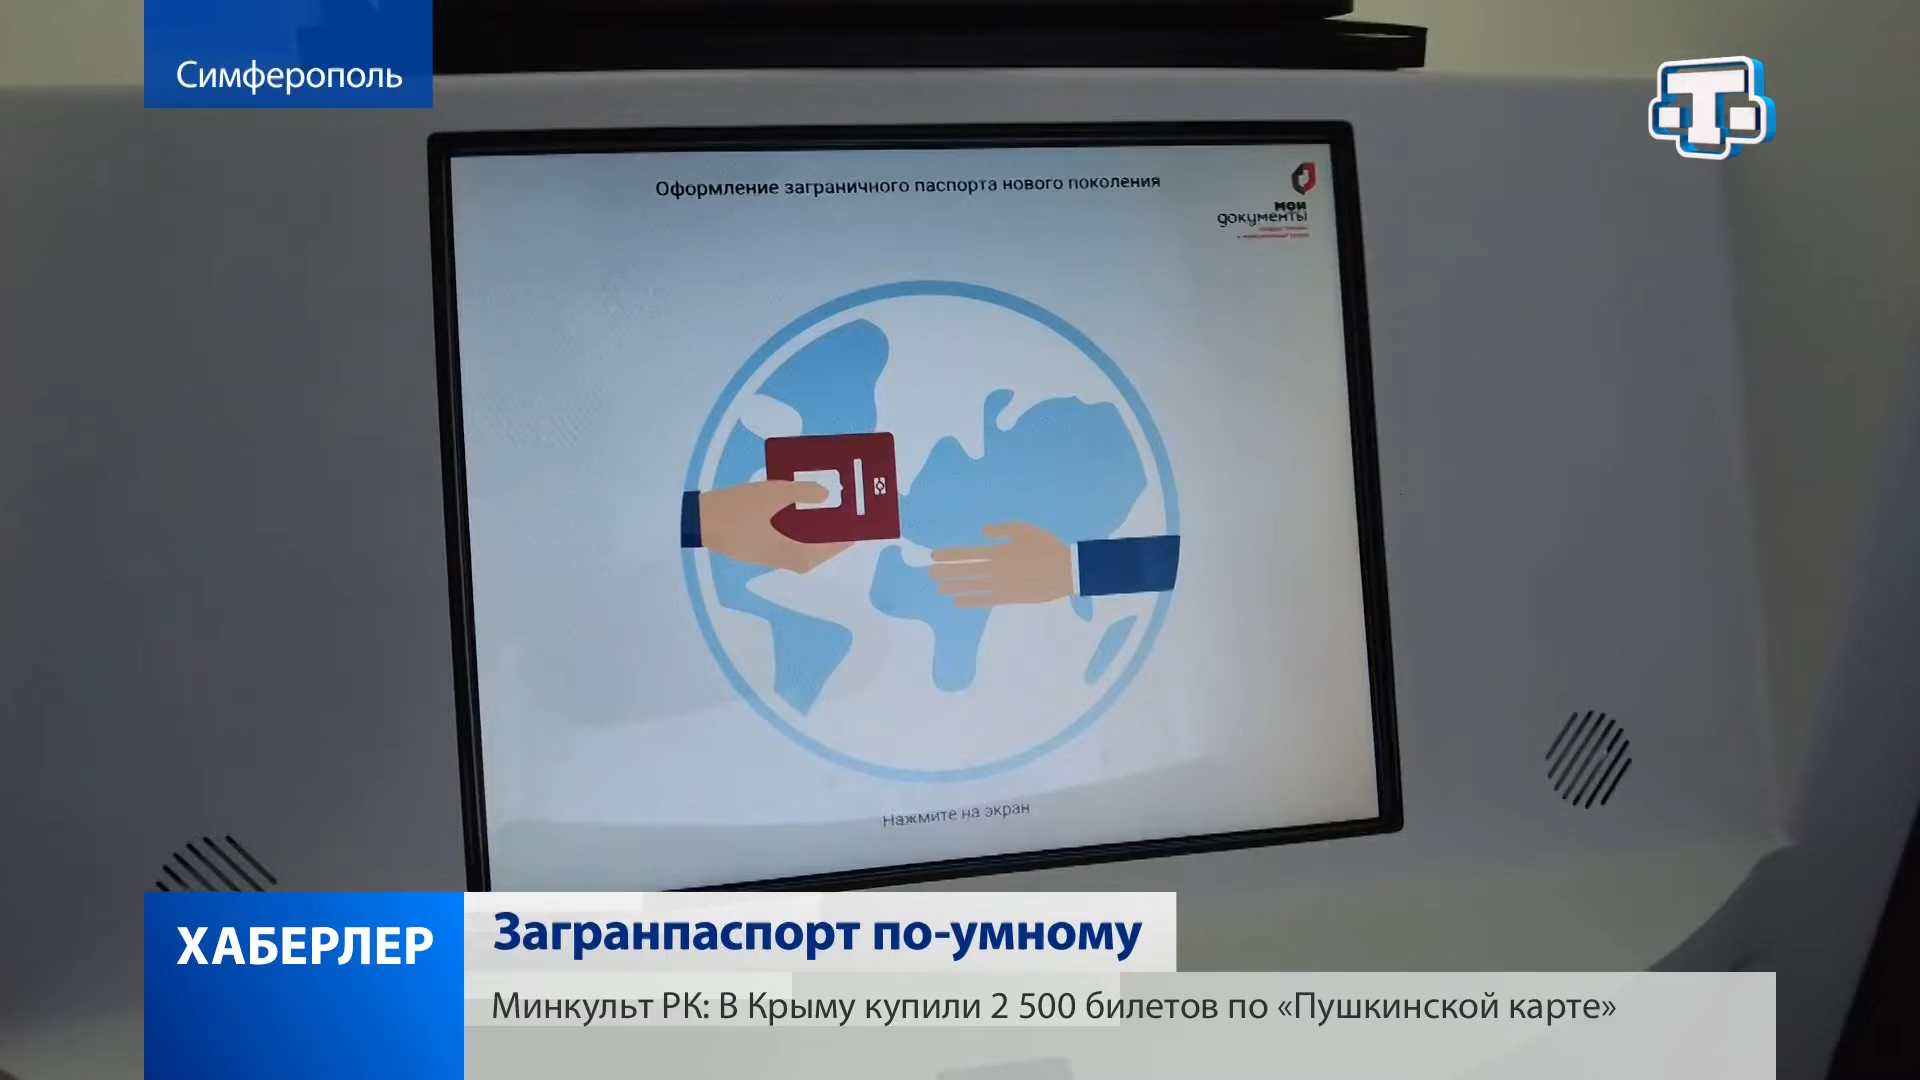 Симферополь
Т
Оформление заграничного паспорта нового поколения
мои
документы
Нажмите на экран
ХАБЕРЛЕР
Загранпаспорт по-умному
Минкульт РК: В Крыму купили 2 500 билетов по «Пушкинской карте»